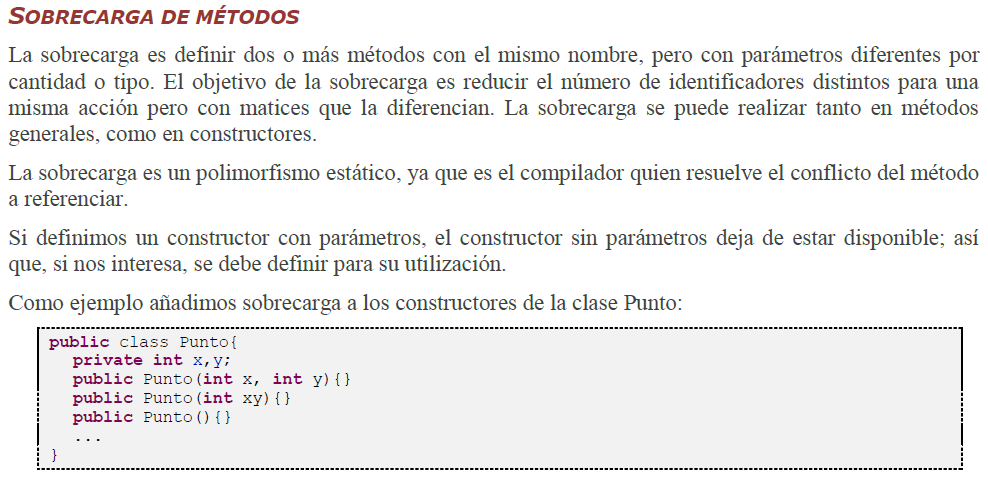 SOBRECARGA DE MÉTODOS
La sobrecarga es definir dos o más métodos con el mismo nombre, pero con parámetros diferentes por
cantidad o tipo. El objetivo de la sobrecarga es reducir el número de identificadores distintos para una
misma acción pero con matices que la diferencian. La sobrecarga se puede realizar tanto en métodos
generales, como en constructores.
La sobrecarga es un polimorfismo estático, ya que es el compilador quien resuelve el conflicto del método
a referenciar.
Si definimos un constructor con parámetros, el constructor sin parámetros deja de estar disponible; así
que, si nos interesa, se debe definir para su utilización.
Como ejemplo añadimos sobrecarga a los constructores de la clase Punto:
public class Punto{
private int x,y;
public Punto(int x, int y){}
public Punto(int xy){}
public Punto(){}
...
}